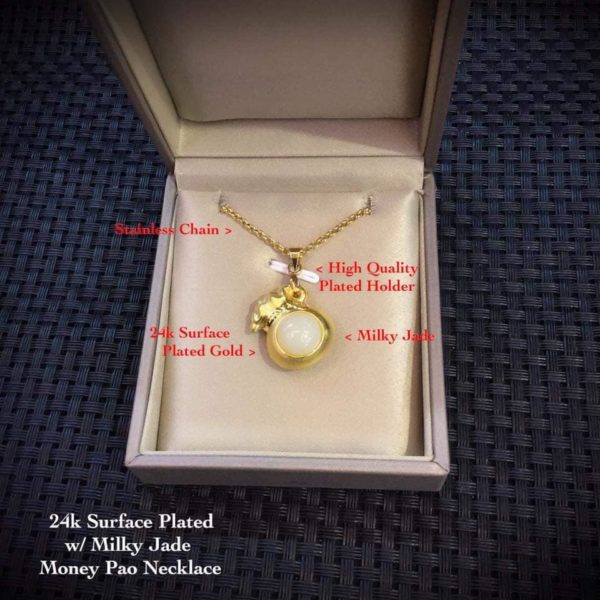 Stainless Chain >
< High Quality
Plated Holder
24k Surface
Plated Gold >
< Milky Jade
24k Surface Plated
w/ Milky Jade
Money Pao Necklace